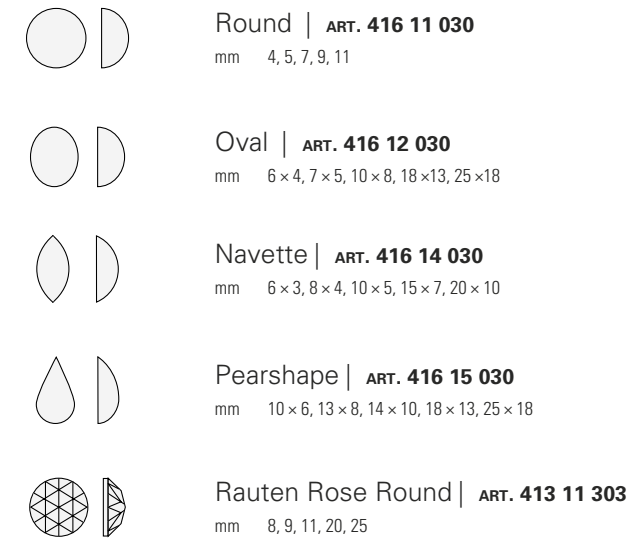 Round | ART. 416 11 030
mm 4, 5, 7, 9, 11
Oval | ART. 416 12 030
mm 6 × 4, 7 × 5, 10 × 8, 18 ×13, 25 ×18
Navette | ART. 416 14 030
mm 6 × 3, 8 × 4, 10 × 5, 15 × 7, 20 × 10
Pearshape | ART. 416 15 030
mm 10 × 6, 13 × 8, 14 × 10, 18 × 13, 25 × 18
Rauten Rose Round | ART. 413 11 303
mm 8, 9, 11, 20, 25